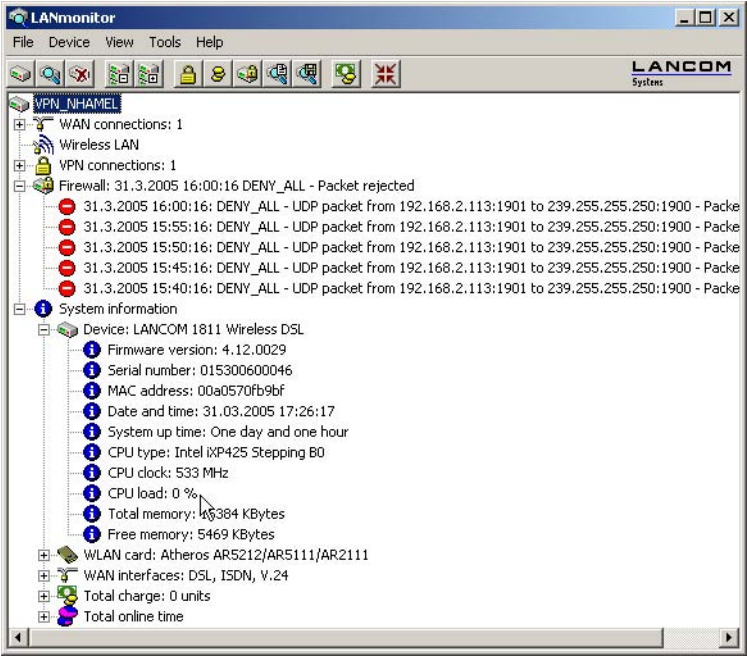 LANmonitor
File Device View Tools Help
LANCOM
Systems
VPN_NHAMEL
WAN connections: 1
Wireless LAN
VPN connections: 1
Firewall: 31.3.2005 16:00:16 DENY_ALL - Packet rejected
31.3.2005 16:00:16: DENY_ALL - UDP packet from 192.168.2.113:1901 to 239.255.255.250:1900 - Packe
31.3.2005 15:55:16: DENY_ALL - UDP packet from 192.168.2.113:1901 to 239.255.255.250:1900 - Packe
31.3.2005 15:50:16: DENY_ALL - UDP packet from 192.168.2.113:1901 to 239.255.255.250:1900 - Packe
31.3.2005 15:45:16: DENY_ALL - UDP packet from 192.168.2.113:1901 to 239.255.255.250:1900 - Packe
31.3.2005 15:40:16: DENY_ALL - UDP packet from 192.168.2.113:1901 to 239.255.255.250:1900 - Packe
System information
Device: LANCOM 1811 Wireless DSL
Firmware version: 4.12.0029
Serial number: 015300600046
MAC address: 00a0570fb9bf
Date and time: 31.03.2005 17:26:17
System up time: One day and one hour
CPU type: Intel iXP425 Stepping B0
CPU clock: 533 MHz
CPU load: 0 %
Total memory: KBytes
Free memory: 5469 KBytes
WLAN card: Atheros AR5212/AR5111/AR2111
WAN interfaces: DSL, ISDN, V.24
Total charge: 0 units
Total online time